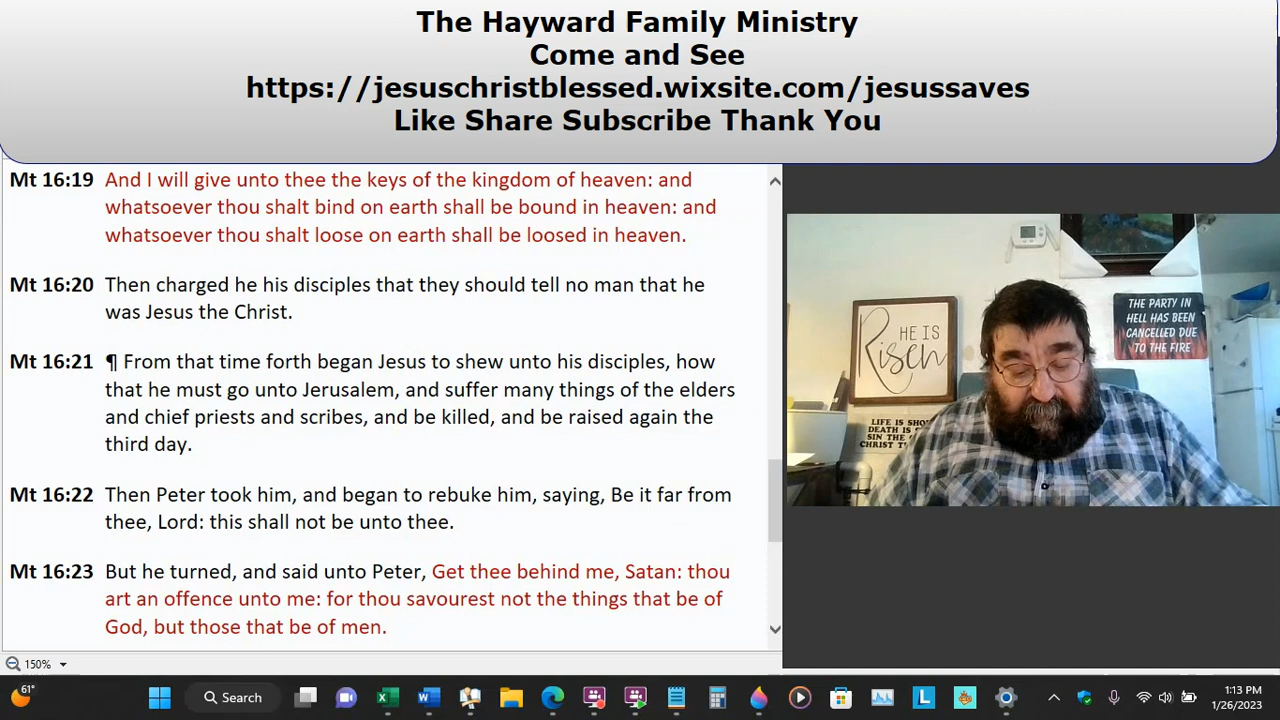 The Hayward Family Ministry
Come and See
https://jesuschristblessed.wixsite.com/jesussaves
Like Share Subscribe Thank You
Mt 16:19 And I will give unto thee the keys of the kingdom of heaven: and
whatsoever thou shalt bind on earth shall be bound in heaven: and
whatsoever thou shalt loose on earth shall be loosed in heaven.
Mt 16:20 Then charged he his disciples that they should tell no man that he
was Jesus the Christ.
Mt 16:21 ¶ From that time forth began Jesus to shew unto his disciples, how
that he must go unto Jerusalem, and suffer many things of the elders
and chief priests and scribes, and be killed, and be raised again the
third day.
Mt 16:22 Then Peter took him, and began to rebuke him, saying, Be it far from
thee, Lord: this shall not be unto thee.
Mt 16:23 But he turned, and said unto Peter, Get thee behind me, Satan: thou
art an offence unto me: for thou savourest not the things that be of
God, but those that be of men.
HE IS
Risen
THE PARTY IN
HELL HAS BEEN
CANCELLED DUE
TO THE FIRE
LIFE IS
DEATH IS
SIN THE
CHRIST
150%
61°
Search
1:13 PM
1/26/2023